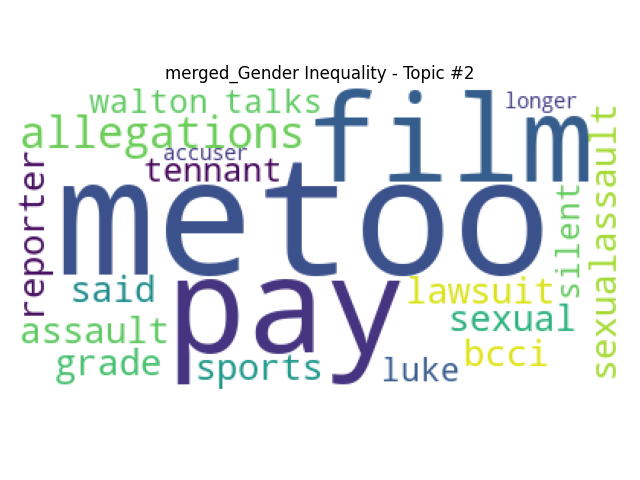 merged_Gender Inequality - Topic #2
walton talks
longer
allegations
film
accuser
tennant
metoo
reporter
silent
sexualassault
said
pay
lawsuit
assault
sexual
grade
sports
luke
bcci